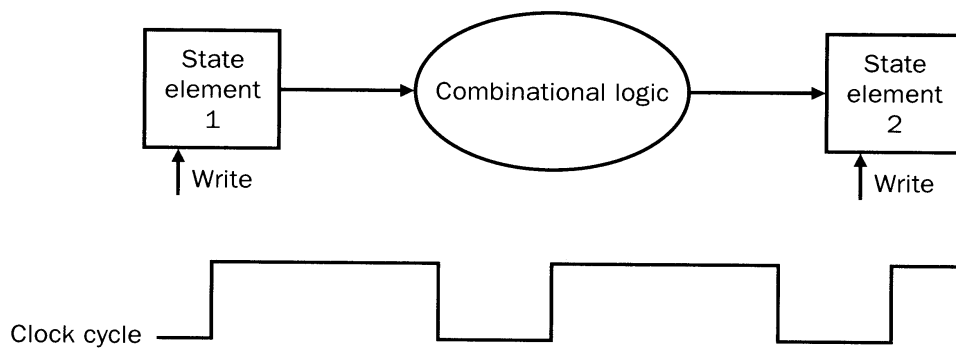 State
element
1
Combinational logic
State
element
2
Write
Write
Clock cycle